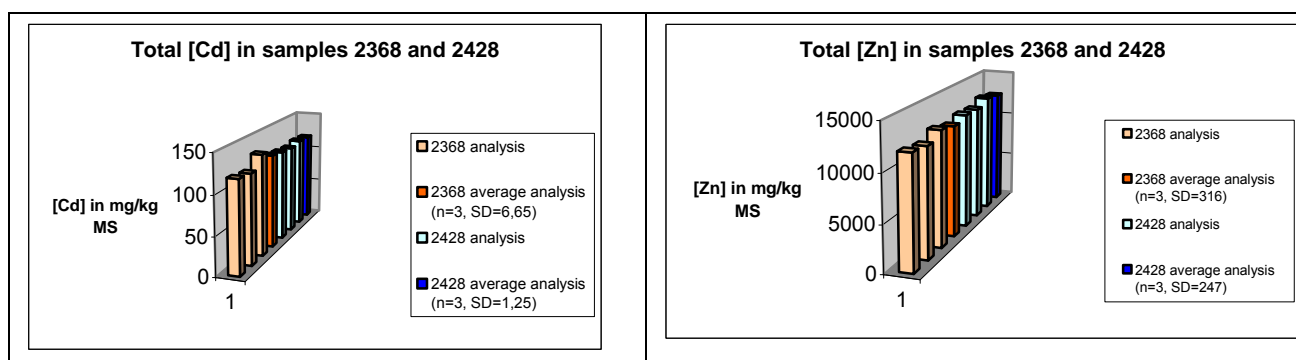 Total [Cd] in samples 2368 and 2428
150
100
50
0
[Cd] in mg/kg
MS
1
2368 analysis
2368 average analysis
(n=3, SD=6,65)
2428 analysis
2428 average analysis
(n=3, SD=1,25)
Total [Zn] in samples 2368 and 2428
15000
10000
5000
0
[Zn] in mg/kg
MS
1
2368 analysis
2368 average analysis
(n=3, SD=316)
2428 analysis
2428 average analysis
(n=3, SD=247)